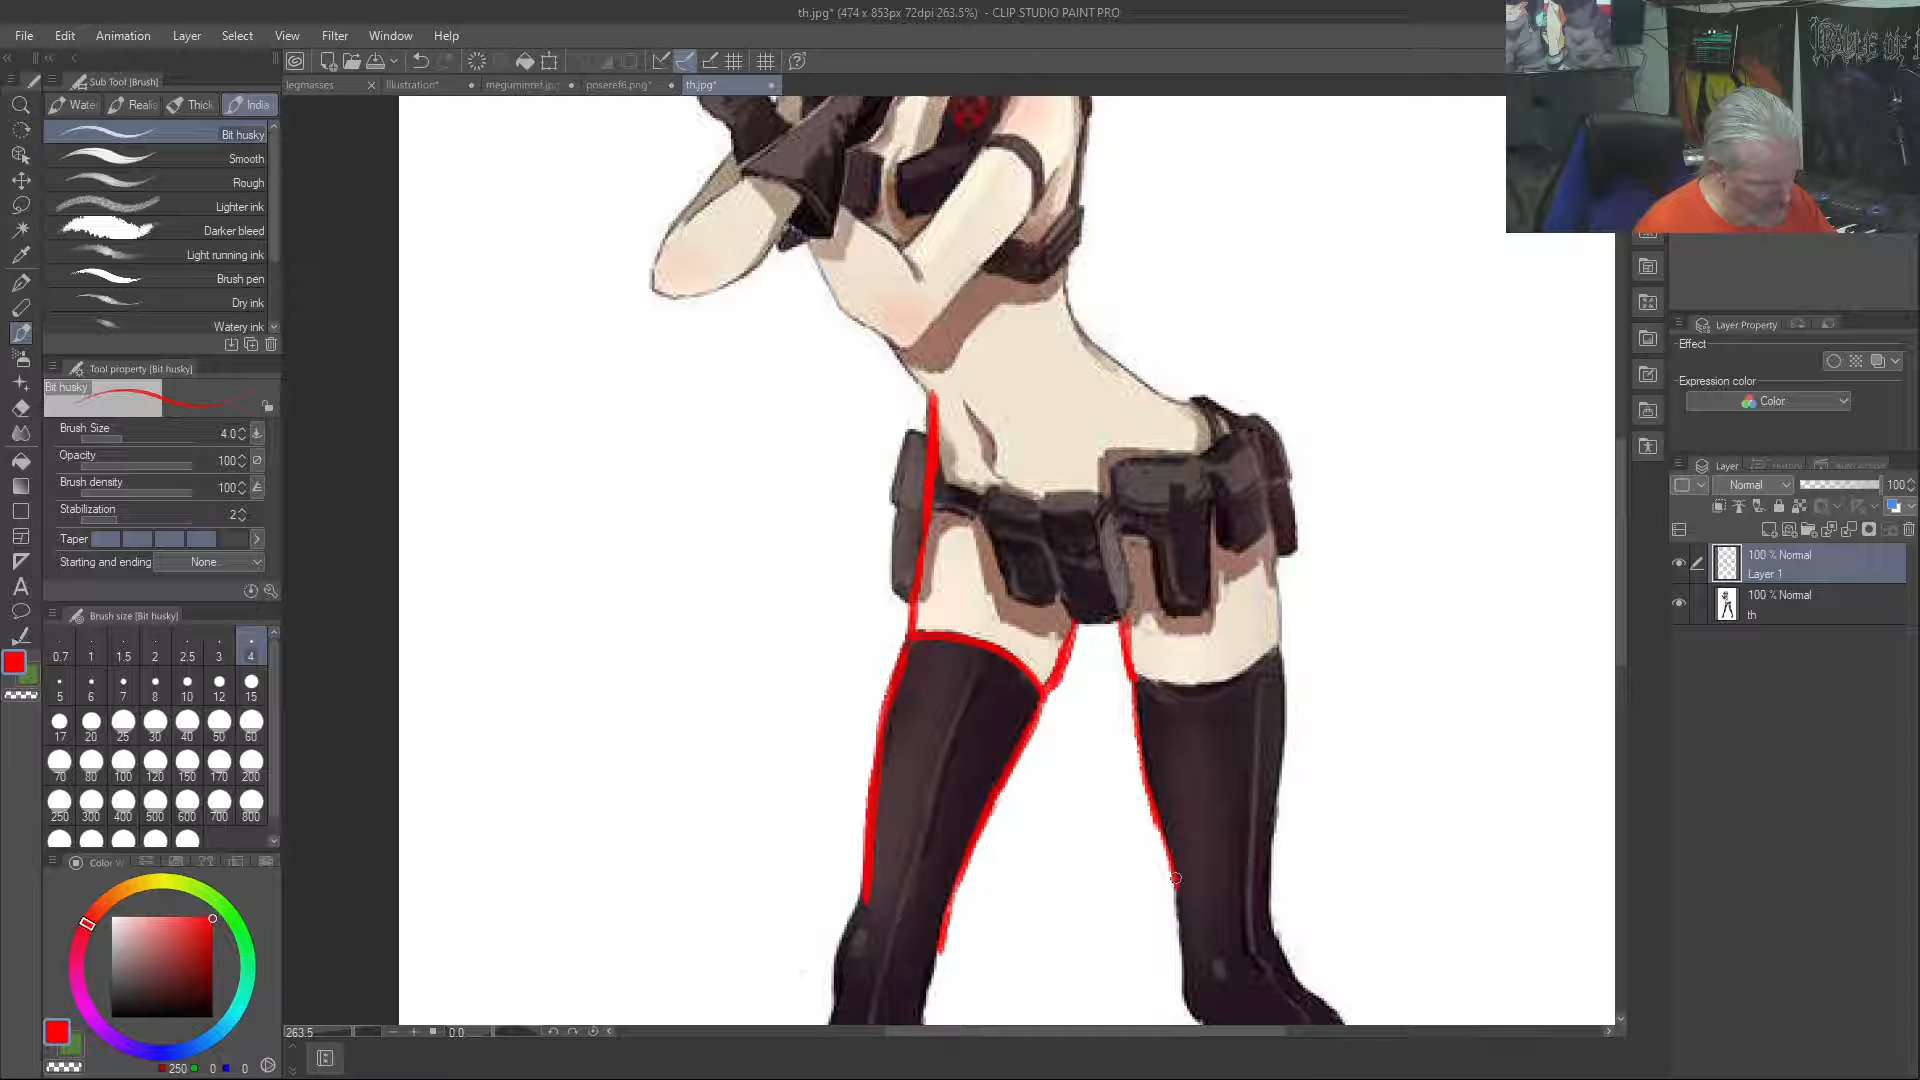 th.jpg* (474 x 853px 72dpi 263.5%) - CLIP STUDIO PAINT PRO
File Edit Animation Layer Select View Filter Window Help
Sub Tool [Brush]
legmasses Illustration* meguminref.jpg poseref6.png* th.jpg*
Water Realis Thick India
Bit husky
Smooth
Rough
Lighter ink
Darker bleed
Light running ink
Brush pen
Dry ink
Watery ink
Tool property [Bit husky]
Bit husky
Brush Size 4.0
Opacity 100
Brush density 100
Stabilization 2
Taper
Starting and ending None
Brush size [Bit husky]
0.7 1 1.5 2 2.5 3 4
5 6 7 8 10 12 15
17 20 25 30 40 50 60
70 80 100 120 150 170 200
250 300 400 500 600 700 800
Color W
250 0 0
263.5 0.0
CRADLE OF
Layer Property
Effect
Expression color
Color
Layer History Auto Action
Normal 100
100 % Normal
Layer 1
100 % Normal
th